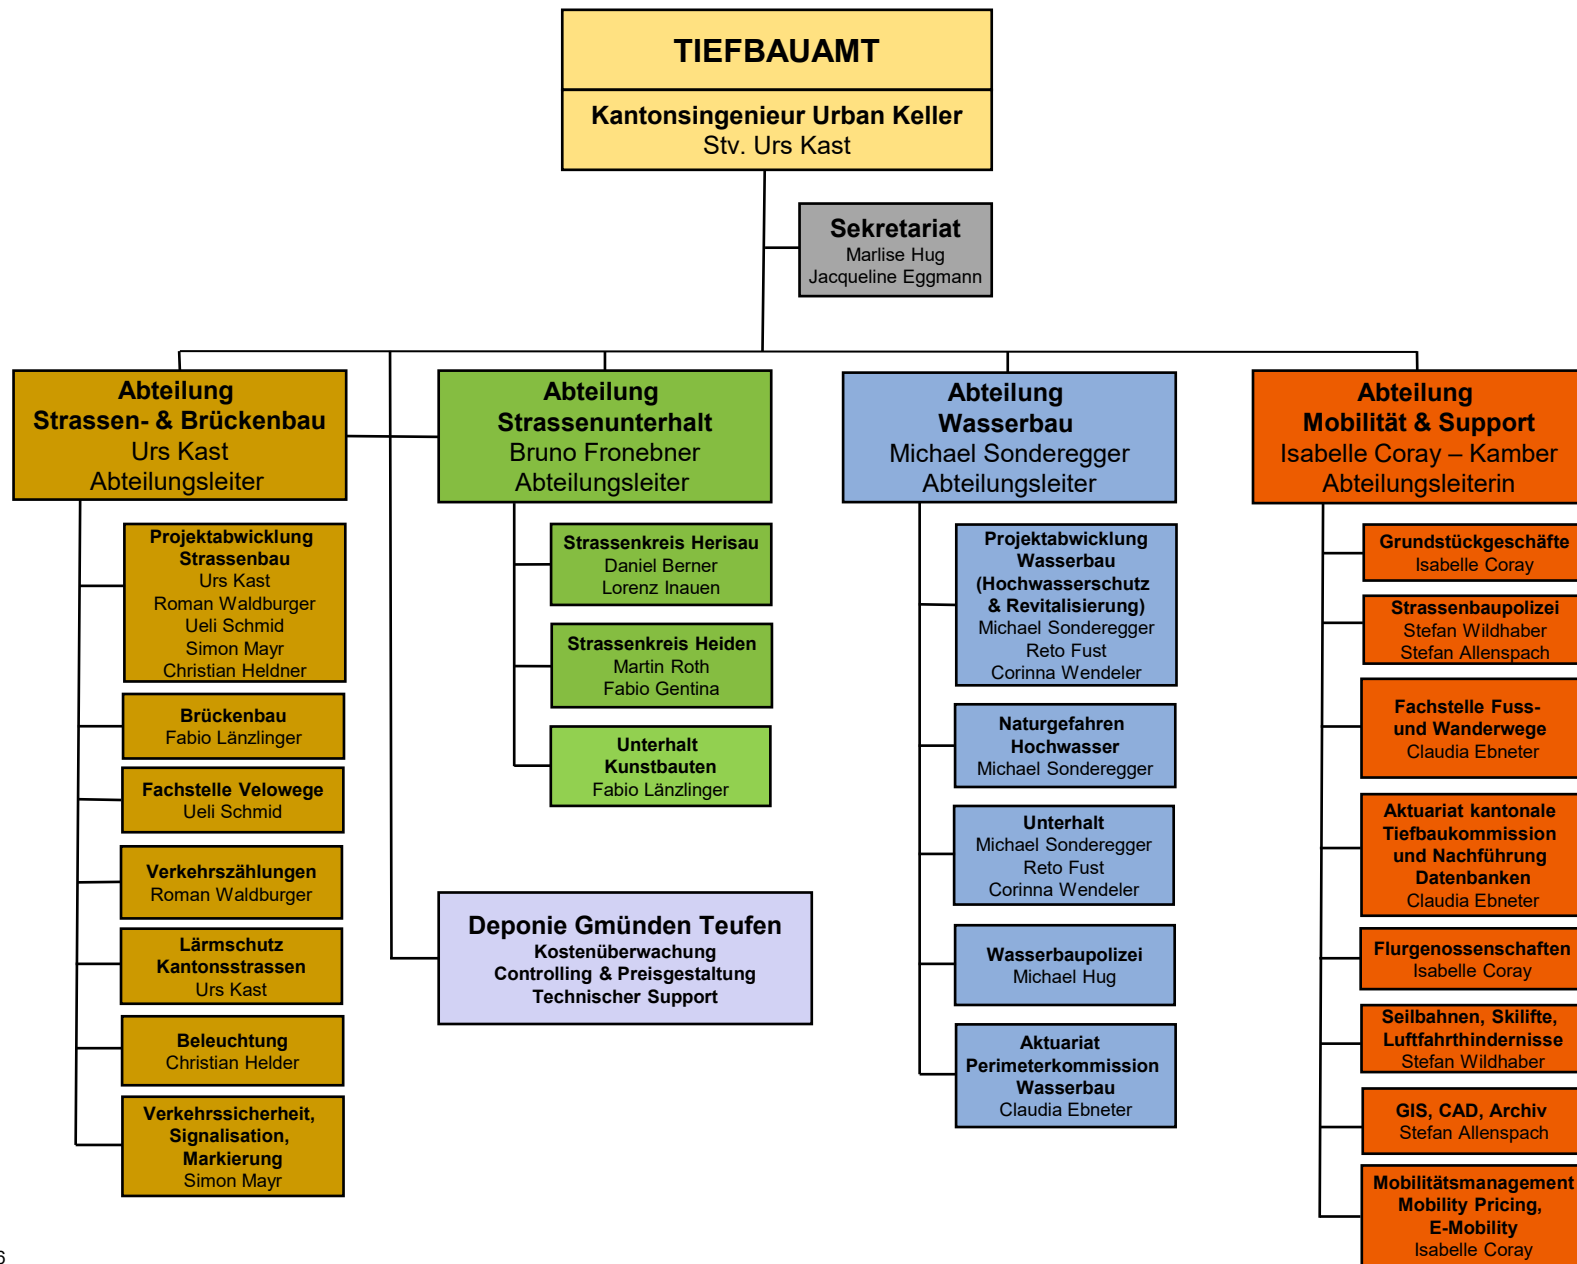 TIEFBAUAMT
Kantonsingenieur Urban Keller
Stv. Urs Kast
Sekretariat
Marlise Hug
Jacqueline Eggmann
Abteilung
Strassen- & Brückenbau
Urs Kast
Abteilungsleiter
Projektabwicklung
Strassenbau
Urs Kast
Roman Waldburger
Ueli Schmid
Simon Mayr
Christian Heldner
Brückenbau
Fabio Länzlinger
Fachstelle Velowege
Ueli Schmid
Verkehrszählungen
Roman Waldburger
Lärmschutz
Kantonsstrassen
Urs Kast
Beleuchtung
Christian Helder
Verkehrssicherheit,
Signalisation,
Markierung
Simon Mayr
Abteilung
Strassenunterhalt
Bruno Fronebner
Abteilungsleiter
Strassenkreis Herisau
Daniel Berner
Lorenz Inauen
Strassenkreis Heiden
Martin Roth
Fabio Gentina
Unterhalt
Kunstbauten
Fabio Länzlinger
Deponie Gmünden Teufen
Kostenüberwachung
Controlling & Preisgestaltung
Technischer Support
Abteilung
Wasserbau
Michael Sonderegger
Abteilungsleiter
Projektabwicklung
Wasserbau
(Hochwasserschutz
& Revitalisierung)
Michael Sonderegger
Reto Fust
Corinna Wendeler
Naturgefahren
Hochwasser
Michael Sonderegger
Unterhalt
Michael Sonderegger
Reto Fust
Corinna Wendeler
Wasserbaupolizei
Michael Hug
Aktuariat
Perimeterkommission
Wasserbau
Claudia Ebneter
Abteilung
Mobilität & Support
Isabelle Coray – Kamber
Abteilungsleiterin
Grundstückgeschäfte
Isabelle Coray
Strassenbaupolizei
Stefan Wildhaber
Stefan Allenspach
Fachstelle Fuss-
und Wanderwege
Claudia Ebneter
Aktuariat kantonale
Tiefbaukommission
und Nachführung
Datenbanken
Claudia Ebneter
Flurgenossenschaften
Isabelle Coray
Seilbahnen, Skilifte,
Luftfahrthindernisse
Stefan Wildhaber
GIS, CAD, Archiv
Stefan Allenspach
Mobilitätsmanagement
Mobility Pricing,
E-Mobility
Isabelle Coray
6